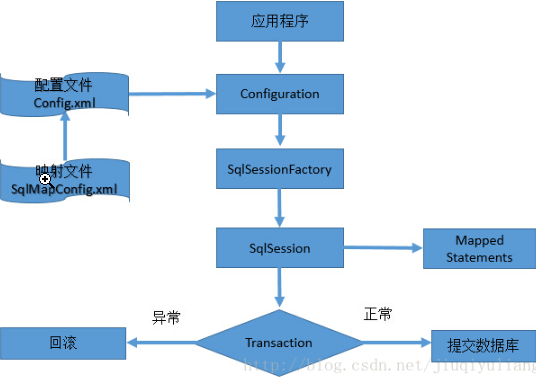 应用程序
配置文件
Config.xml
Configuration
映射文件
SqlMapConfig.xml
SqlSessionFactory
SqlSession
Mapped
Statements
异常
正常
回滚
Transaction
提交数据库
http://blog.csdn.net/jiuqiyuliang